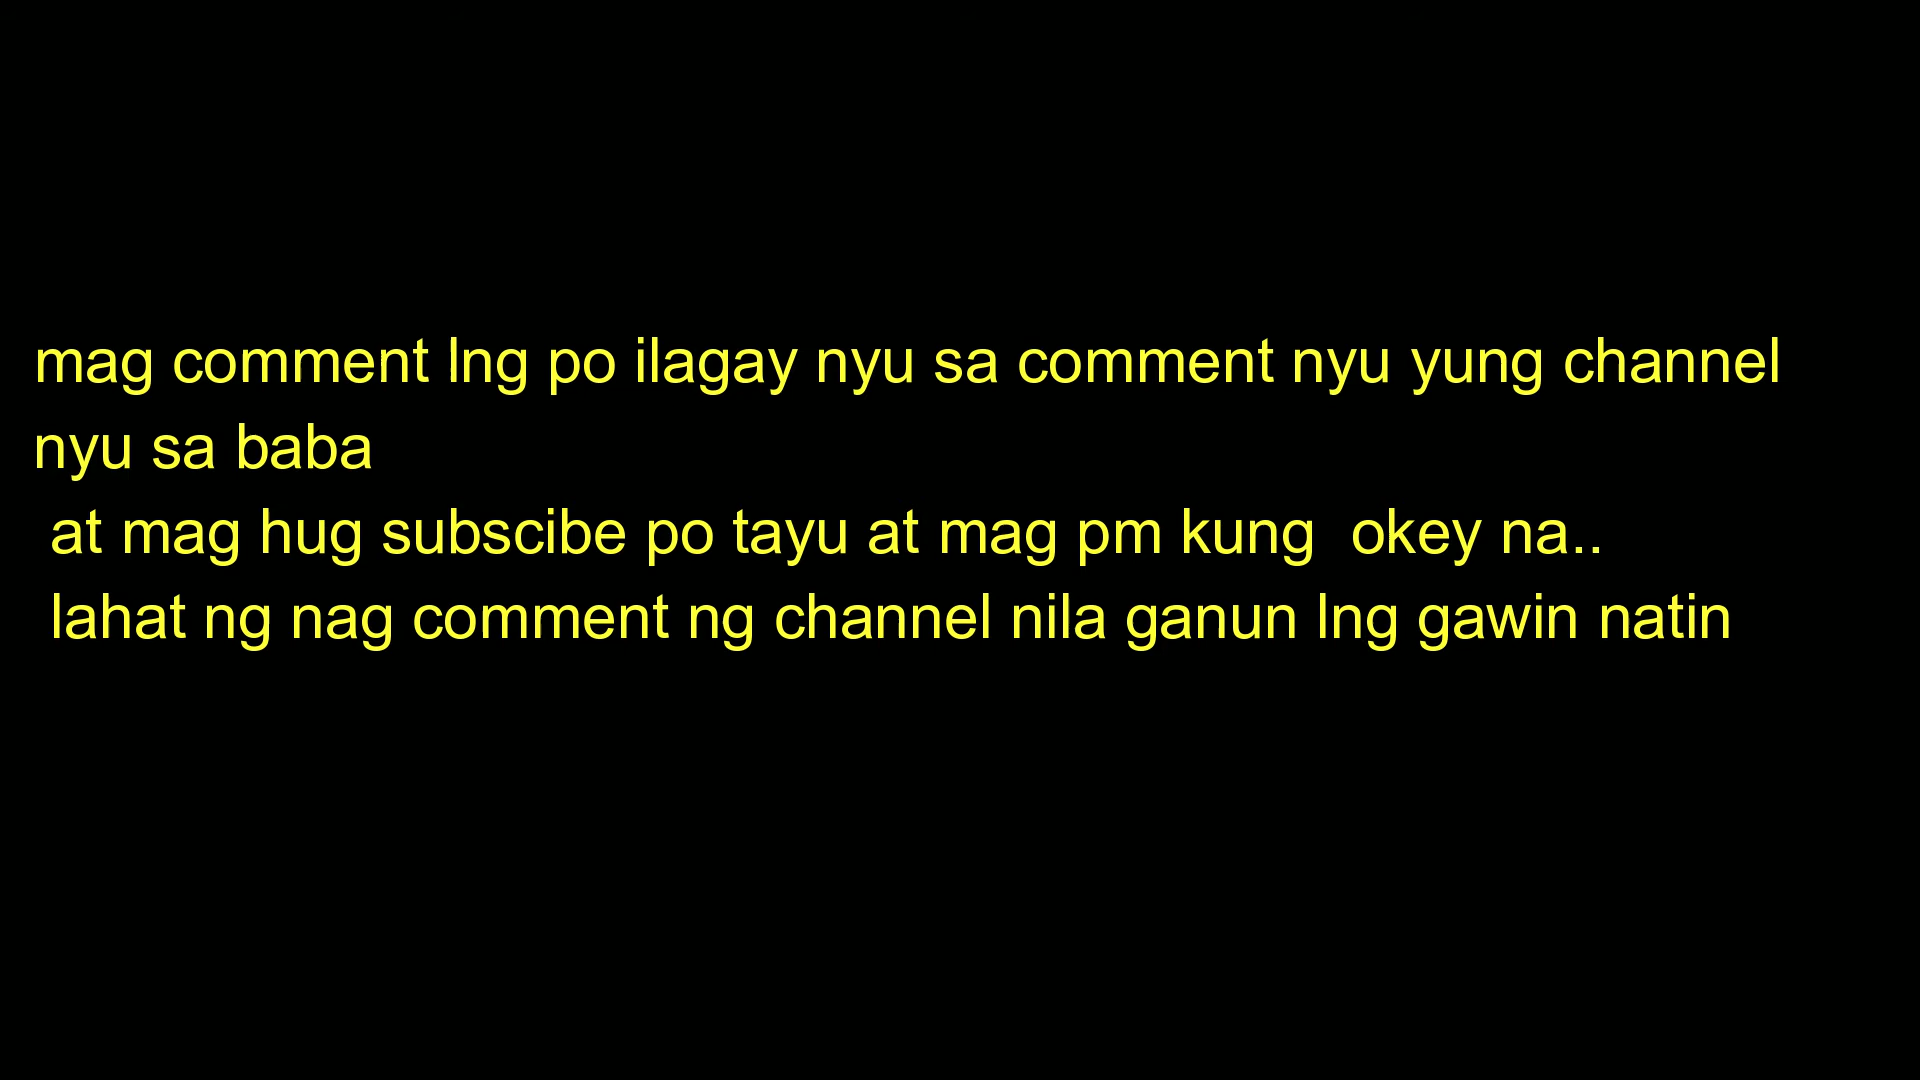 mag comment lng po ilagay nyu sa comment nyu yung channel
nyu sa baba
at mag hug subscibe po tayu at mag pm kung  okey na..
lahat ng nag comment ng channel nila ganun lng gawin natin